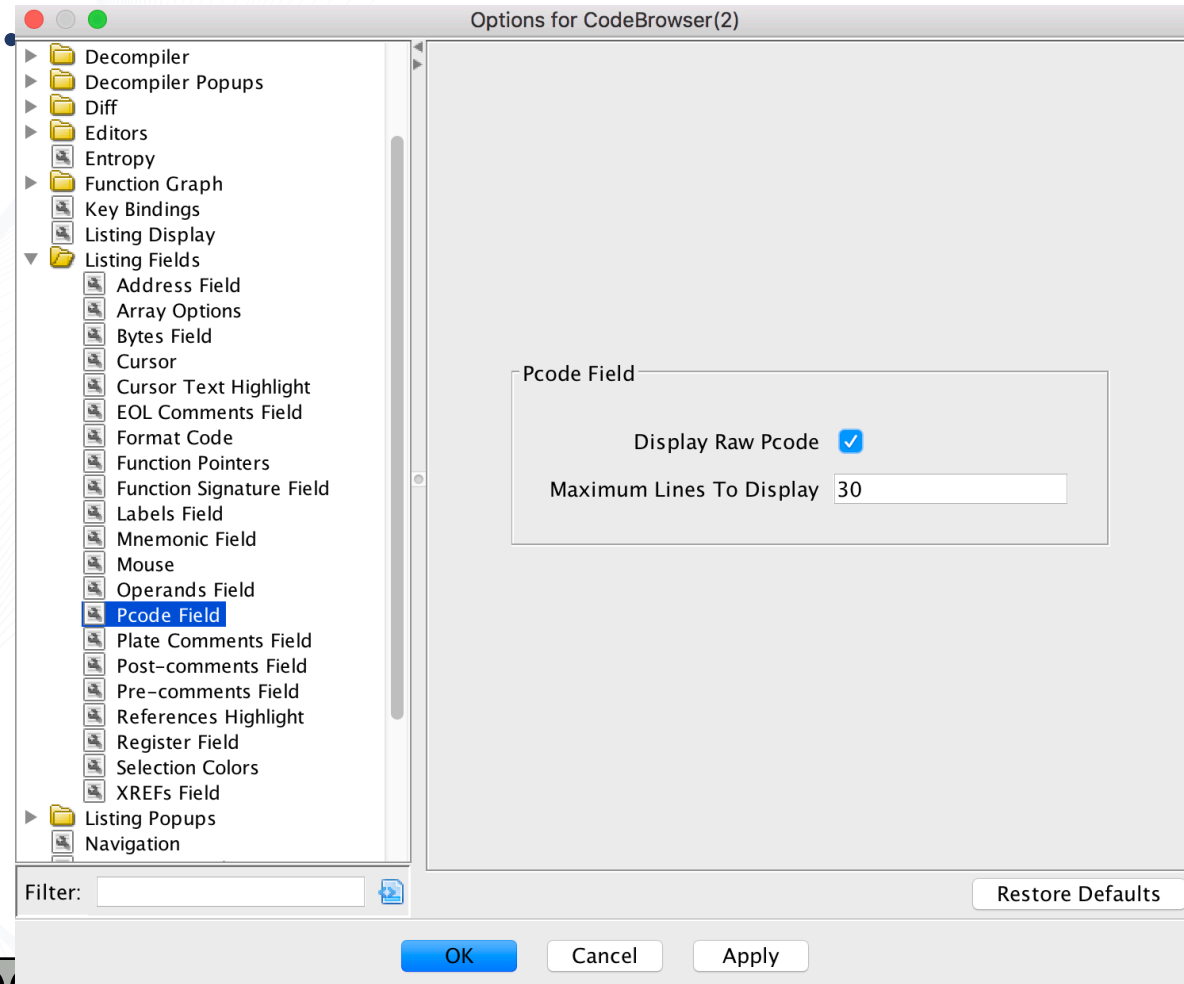 Options for CodeBrowser(2)
Decompiler
Decompiler Popups
Diff
Editors
Entropy
Function Graph
Key Bindings
Listing Display
Listing Fields
Address Field
Array Options
Bytes Field
Cursor
Cursor Text Highlight
EOL Comments Field
Format Code
Function Pointers
Function Signature Field
Labels Field
Mnemonic Field
Mouse
Operands Field
Pcode Field
Plate Comments Field
Post-comments Field
Pre-comments Field
References Highlight
Register Field
Selection Colors
XREFs Field
Listing Popups
Navigation
Filter:
Pcode Field
Display Raw Pcode
Maximum Lines To Display 30
Restore Defaults
OK Cancel Apply